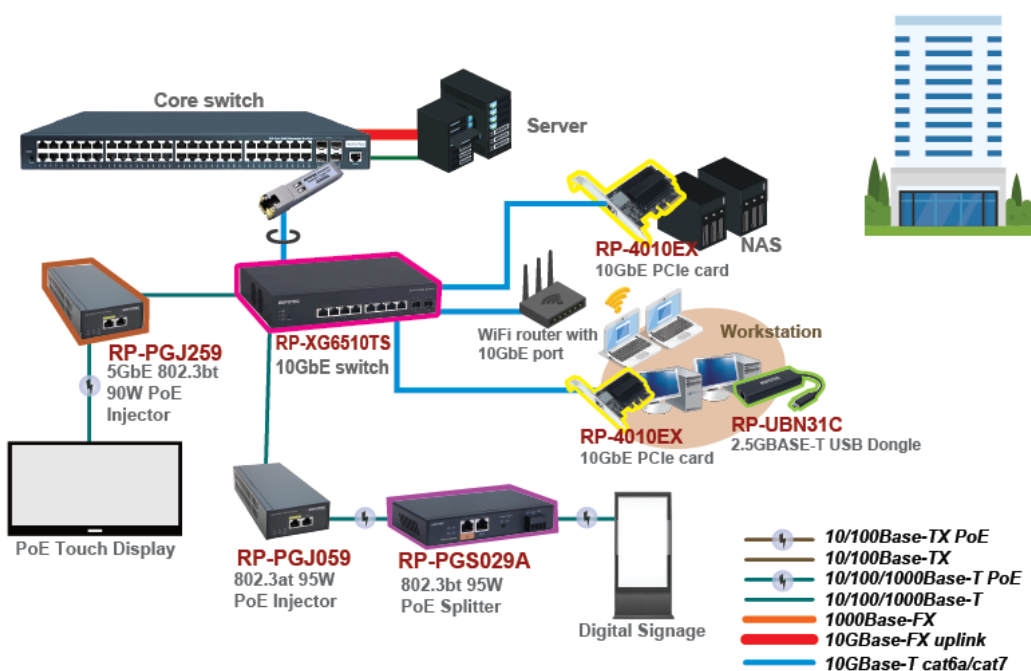 Core switch
Server
RP-4010EX
10GbE PCIe card
NAS
RP-PGJ259
5GbE 802.3bt
90W PoE
Injector
RP-XG6510TS
10GbE switch
WiFi router with
10GbE port
Workstation
RP-4010EX
10GbE PCIe card
RP-UBN31C
2.5GBASE-T USB Dongle
PoE Touch Display
RP-PGJ059
802.3at 95W
PoE Injector
RP-PGS029A
802.3bt 95W
PoE Splitter
Digital Signage
10/100Base-TX PoE
10/100Base-TX
10/100/1000Base-T PoE
10/100/1000Base-T
1000Base-FX
10GBase-FX uplink
10GBase-T cat6a/cat7